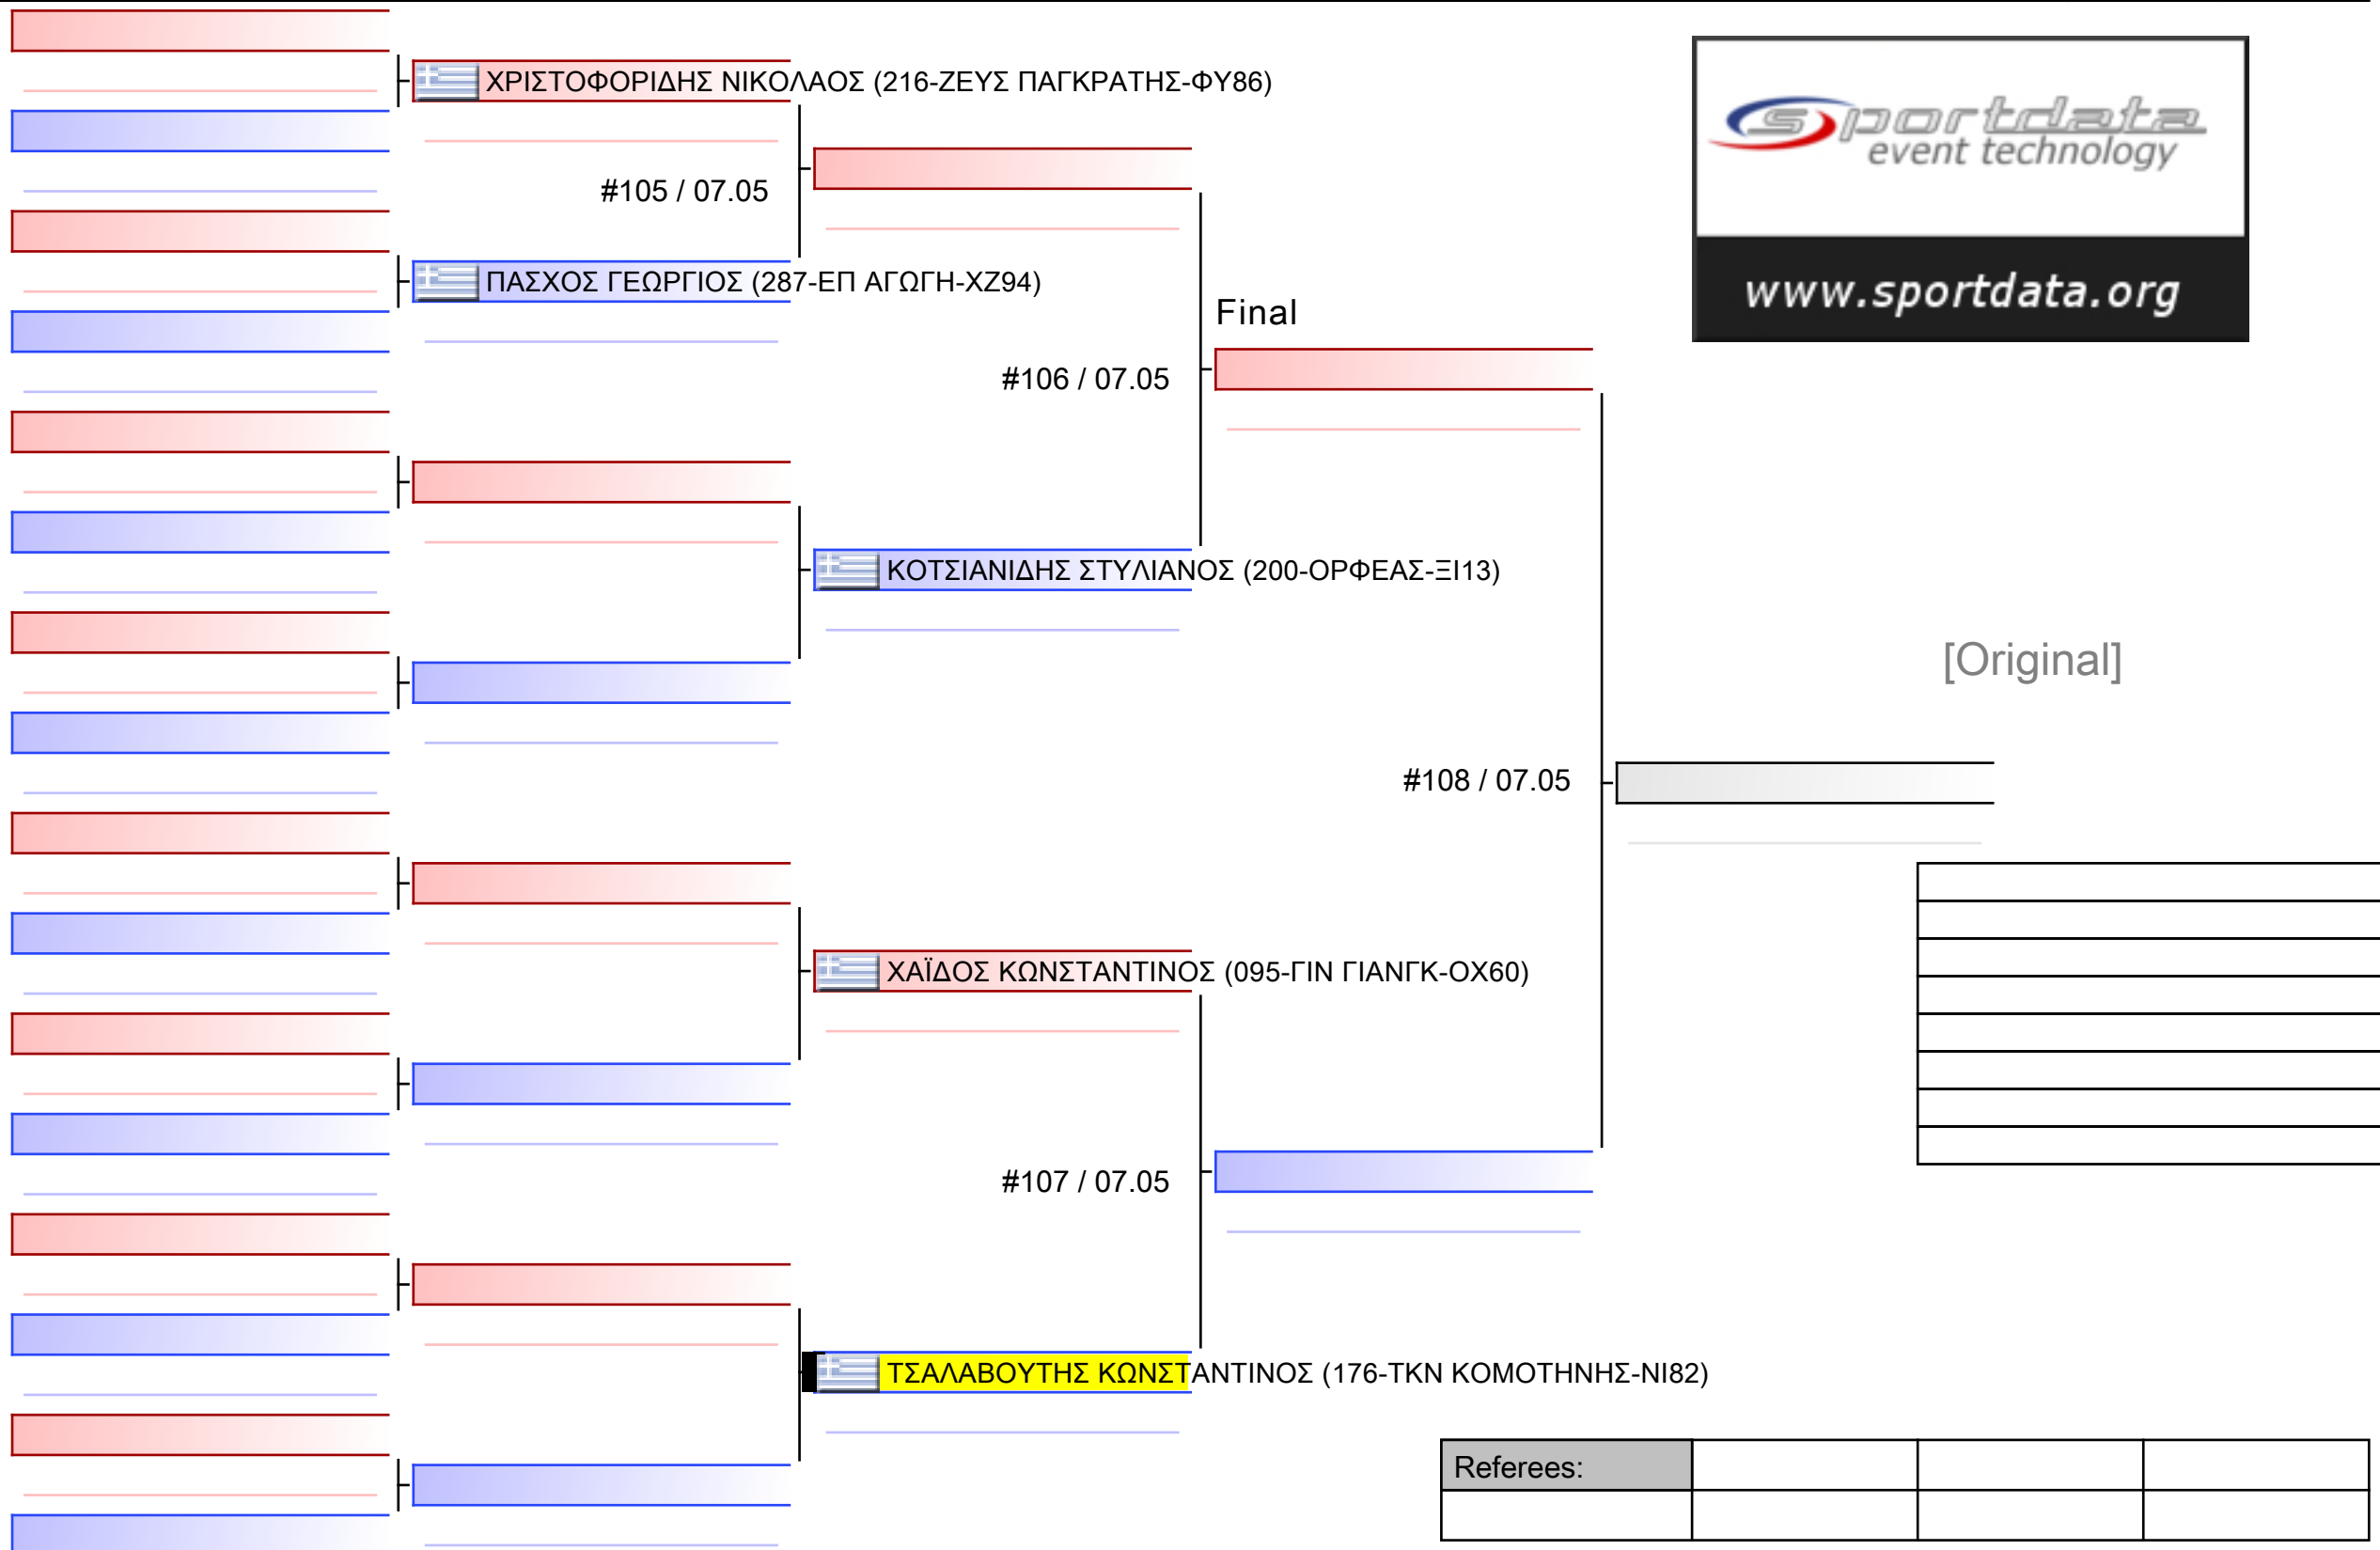 ΧΡΙΣΤΟΦΟΡΙΔΗΣ ΝΙΚΟΛΑΟΣ (216-ΖΕΥΣ ΠΑΓΚΡΑΤΗΣ-ΦΥ86)
sportdata
event technology
#105 / 07.05
ΠΑΣΧΟΣ ΓΕΩΡΓΙΟΣ (287-ΕΠ ΑΓΩΓΗ-ΧΖ94)
www.sportdata.org
Final
#106 / 07.05
ΚΟΤΣΙΑΝΙΔΗΣ ΣΤΥΛΙΑΝΟΣ (200-ΟΡΦΕΑΣ-ΞΙ13)
[Original]
#108 / 07.05
ΧΑΪΔΟΣ ΚΩΝΣΤΑΝΤΙΝΟΣ (095-ΓΙΝ ΓΙΑΝΓΚ-ΟΧ60)
#107 / 07.05
ΤΣΑΛΑΒΟΥΤΗΣ ΚΩΝΣΤΑΝΤΙΝΟΣ (176-ΤΚΝ ΚΟΜΟΤΗΝΗΣ-ΝΙ82)
Referees: